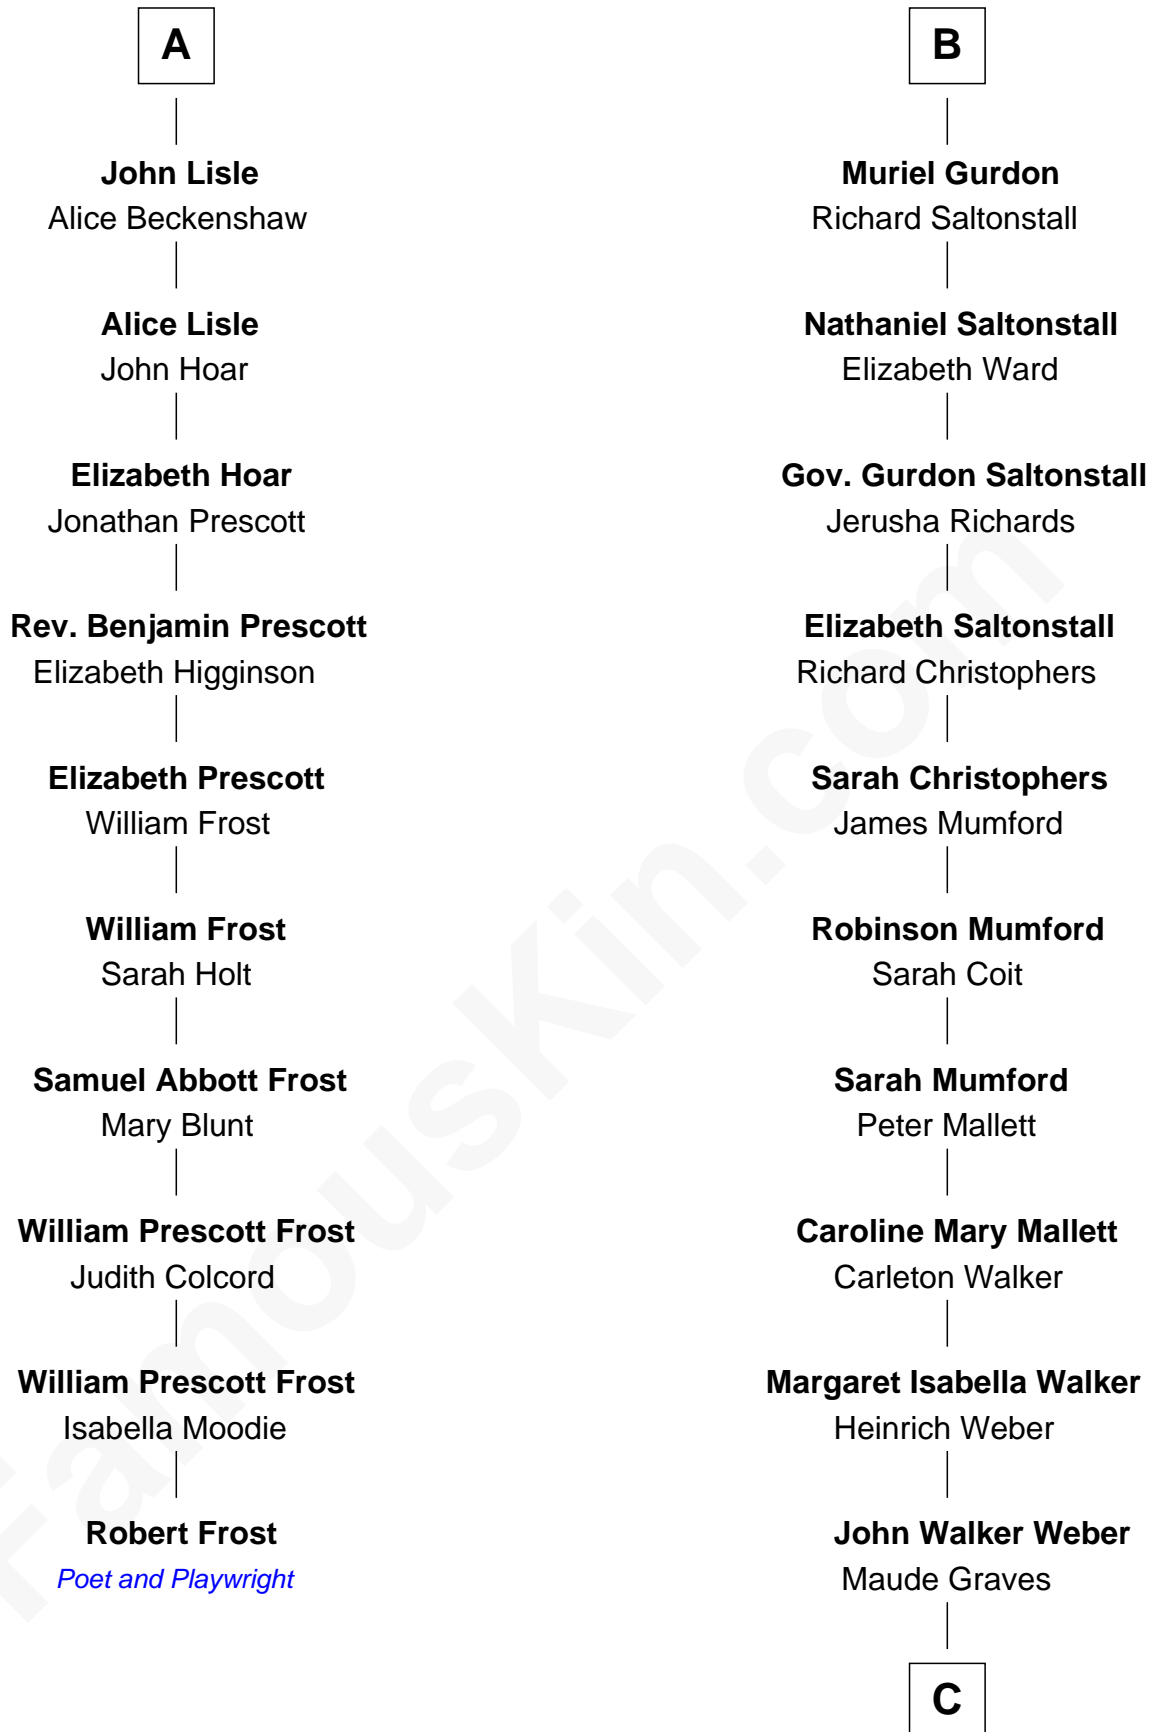 A
John Lisle
Alice Beckenshaw
Alice Lisle
John Hoar
Elizabeth Hoar
Jonathan Prescott
Rev. Benjamin Prescott
Elizabeth Higginson
Elizabeth Prescott
William Frost
William Frost
Sarah Holt
Samuel Abbott Frost
Mary Blunt
William Prescott Frost
Judith Colcord
William Prescott Frost
Isabella Moodie
Robert Frost
Poet and Playwright
B
Muriel Gurdon
Richard Saltonstall
Nathaniel Saltonstall
Elizabeth Ward
Gov. Gurdon Saltonstall
Jerusha Richards
Elizabeth Saltonstall
Richard Christophers
Sarah Christophers
James Mumford
Robinson Mumford
Sarah Coit
Sarah Mumford
Peter Mallett
Caroline Mary Mallett
Carleton Walker
Margaret Isabella Walker
Heinrich Weber
John Walker Weber
Maude Graves
C
FamousKin.com